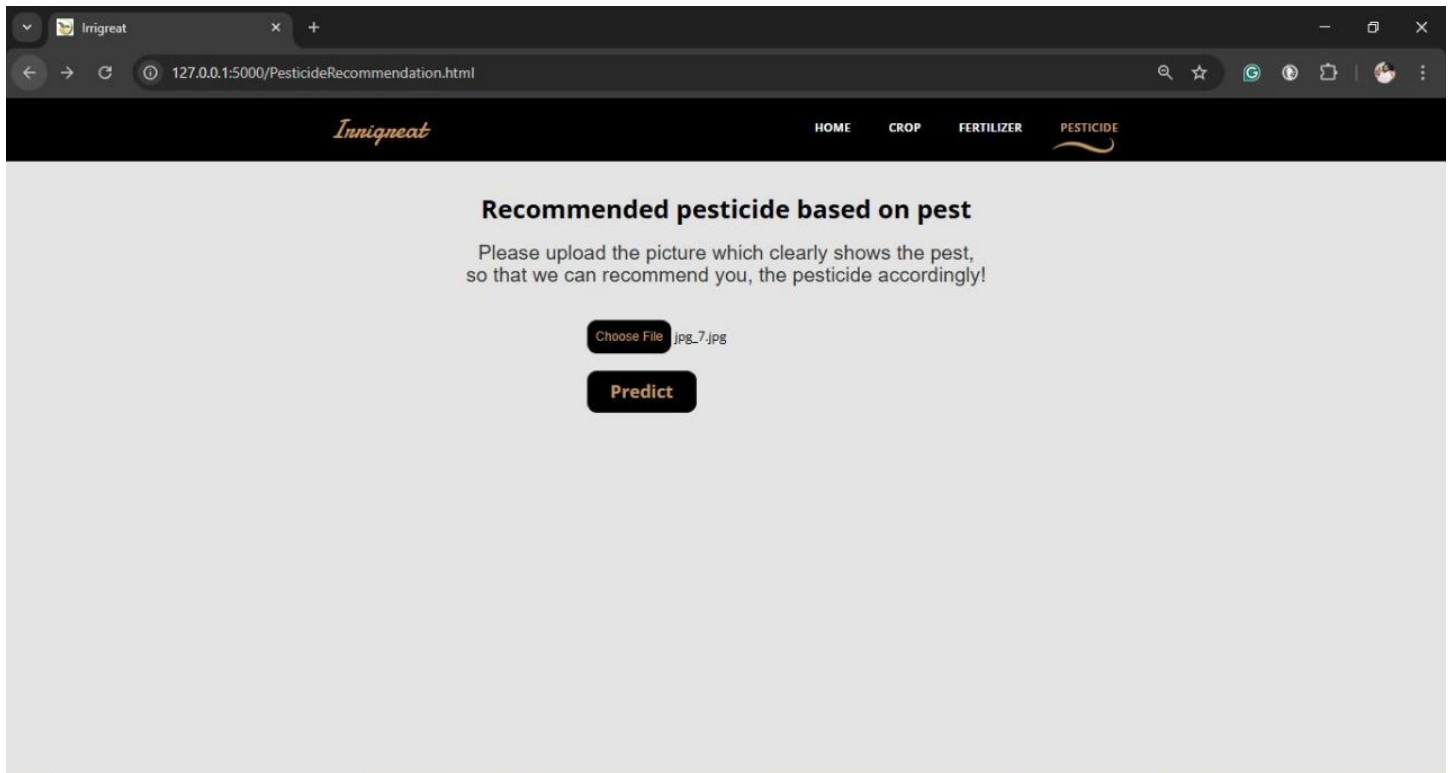 Irrigreat
127.0.0.1:5000/PesticideRecommendation.html
Irrigreat
HOME CROP FERTILIZER PESTICIDE
Recommended pesticide based on pest
Please upload the picture which clearly shows the pest,
so that we can recommend you, the pesticide accordingly!
Choose File jpg_7.jpg
Predict